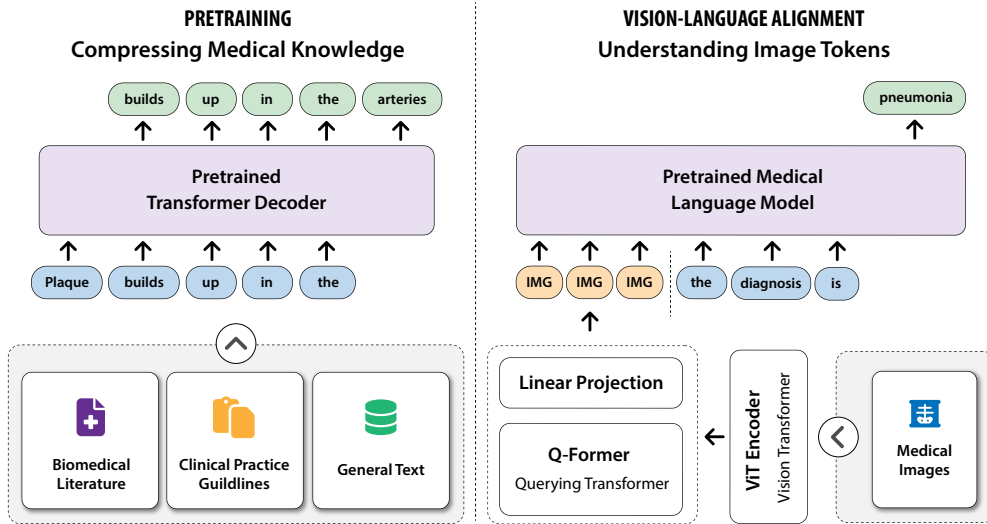 PRETRAINING
Compressing Medical Knowledge
builds up in the arteries
Pretrained
Transformer Decoder
Plaque builds up in the
Biomedical
Literature
Clinical Practice
Guildlines
General Text
VISION-LANGUAGE ALIGNMENT
Understanding Image Tokens
pneumonia
Pretrained Medical
Language Model
IMG IMG IMG the diagnosis is
Linear Projection
Q-Former
Querying Transformer
ViT Encoder
Vision Transformer
Medical
Images